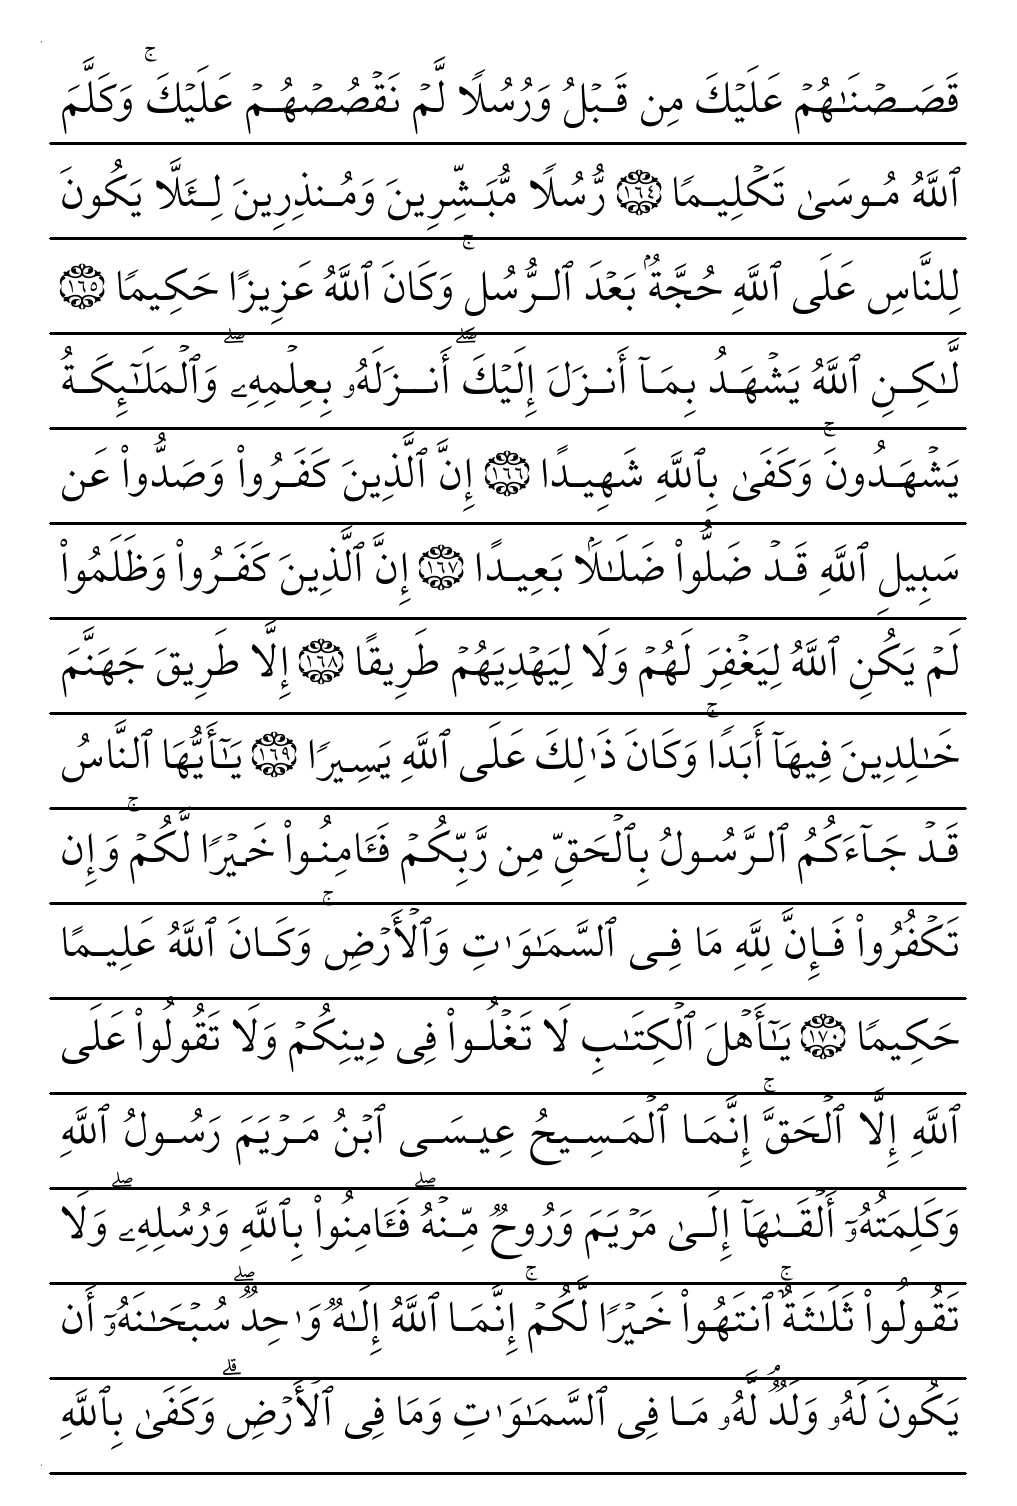 قَصَصۡنَٰهُمۡ عَلَيۡكَ مِن قَبۡلُ وَرُسُلًا لَّمۡ نَقۡصُصۡهُمۡ عَلَيۡكَۚ وَكَلَّمَ
ٱللَّهُ مُوسَىٰ تَكۡلِيمًا ١٦٤ رُّسُلًا مُّبَشِّرِينَ وَمُنذِرِينَ لِئَلَّا يَكُونَ
لِلنَّاسِ عَلَى ٱللَّهِ حُجَّةُۢ بَعۡدَ ٱلرُّسُلِۚ وَكَانَ ٱللَّهُ عَزِيزًا حَكِيمًا ١٦٥
لَّٰكِنِ ٱللَّهُ يَشۡهَدُ بِمَآ أَنزَلَ إِلَيۡكَۖ أَنزَلَهُۥ بِعِلۡمِهِۦۖ وَٱلۡمَلَٰٓئِكَةُ
يَشۡهَدُونَۚ وَكَفَىٰ بِٱللَّهِ شَهِيدًا ١٦٦ إِنَّ ٱلَّذِينَ كَفَرُواْ وَصَدُّواْ عَن
سَبِيلِ ٱللَّهِ قَدۡ ضَلُّواْ ضَلَٰلَۢا بَعِيدًا ١٦٧ إِنَّ ٱلَّذِينَ كَفَرُواْ وَظَلَمُواْ
لَمۡ يَكُنِ ٱللَّهُ لِيَغۡفِرَ لَهُمۡ وَلَا لِيَهۡدِيَهُمۡ طَرِيقًا ١٦٨ إِلَّا طَرِيقَ جَهَنَّمَ
خَٰلِدِينَ فِيهَآ أَبَدًاۚ وَكَانَ ذَٰلِكَ عَلَى ٱللَّهِ يَسِيرًا ١٦٩ يَٰٓأَيُّهَا ٱلنَّاسُ
قَدۡ جَآءَكُمُ ٱلرَّسُولُ بِٱلۡحَقِّ مِن رَّبِّكُمۡ فَـَٔامِنُواْ خَيۡرًا لَّكُمۡۚ وَإِن
تَكۡفُرُواْ فَإِنَّ لِلَّهِ مَا فِي ٱلسَّمَٰوَٰتِ وَٱلۡأَرۡضِۚ وَكَانَ ٱللَّهُ عَلِيمًا
حَكِيمًا ١٧٠ يَٰٓأَهۡلَ ٱلۡكِتَٰبِ لَا تَغۡلُواْ فِي دِينِكُمۡ وَلَا تَقُولُواْ عَلَى
ٱللَّهِ إِلَّا ٱلۡحَقَّۚ إِنَّمَا ٱلۡمَسِيحُ عِيسَى ٱبۡنُ مَرۡيَمَ رَسُولُ ٱللَّهِ
وَكَلِمَتُهُۥٓ أَلۡقَىٰهَآ إِلَىٰ مَرۡيَمَ وَرُوحٌ مِّنۡهُۖ فَـَٔامِنُواْ بِٱللَّهِ وَرُسُلِهِۦۖ وَلَا
تَقُولُواْ ثَلَٰثَةٌۚ ٱنتَهُواْ خَيۡرًا لَّكُمۡۚ إِنَّمَا ٱللَّهُ إِلَٰهٌ وَٰحِدٌۖ سُبۡحَٰنَهُۥٓ أَن
يَكُونَ لَهُۥ وَلَدٌۘ لَّهُۥ مَا فِي ٱلسَّمَٰوَٰتِ وَمَا فِي ٱلۡأَرۡضِۗ وَكَفَىٰ بِٱللَّهِ